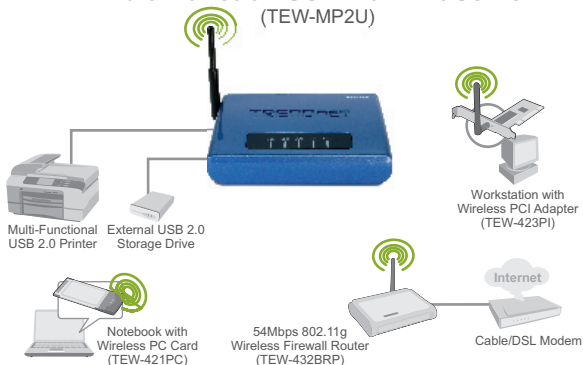 (TEW-MP2U)
TRENDnet
Multi-Functional
USB 2.0 Printer
External USB 2.0
Storage Drive
Workstation with
Wireless PCI Adapter
(TEW-423PI)
Notebook with
Wireless PC Card
(TEW-421PC)
54Mbps 802.11g
Wireless Firewall Router
(TEW-432BRP)
Internet
Cable/DSL Modem